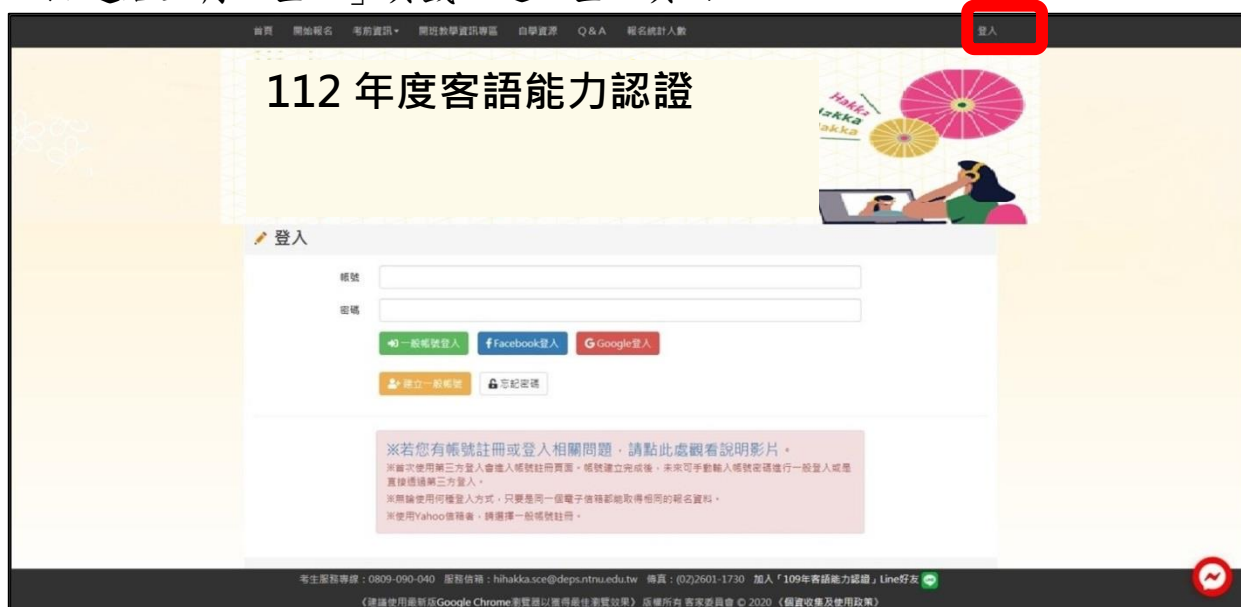 首頁 開始報名 考前資訊▾ 開班教學資訊專區 自學資源 Q&A 報名統計人數 登入
112 年度客語能力認證
Hakka
Hakka
Hakka
登入
帳號
密碼
一般帳號登入 Facebook登入 Google登入
建立一般帳號 忘記密碼
※若您有帳號註冊或登入相關問題，請點此處觀看說明影片。
※首次使用第三方登入會進入帳號註冊頁面。帳號建立完成後，未來可手動輸入帳號密碼進行一般登入或是
直接透過第三方登入。
※無論使用何種登入方式，只要是同一個電子信箱都能取得相同的報名資料。
※使用Yahoo信箱者，請選擇一般帳號註冊。
考生服務專線：0809-090-040 服務信箱：hihakka.sce@deps.ntnu.edu.tw 傳真：(02)2601-1730 加入「109年客語能力認證」Line好友
《建議使用最新版Google Chrome瀏覽器以獲得最佳瀏覽效果》 版權所有 客家委員會 © 2020 《個資收集及使用政策》